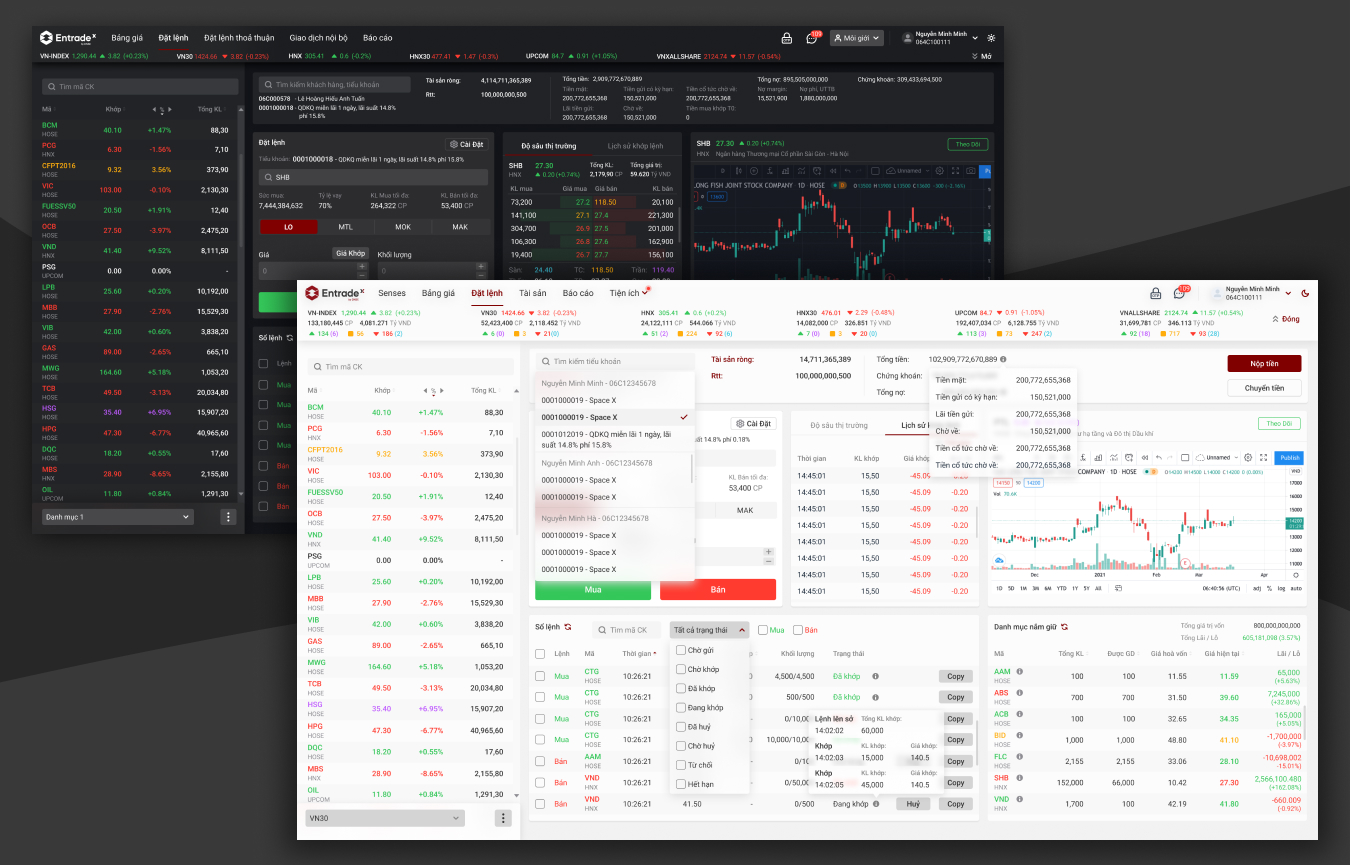 Entrade X
Bảng giá Đặt lệnh Đặt lệnh thoả thuận Giao dịch nội bộ Báo cáo
109 Môi giới Nguyễn Minh Minh
064C100111
VN-INDEX 1,290.44 3.82 (+0.23%) VN30 1424.66 3.82 (-0.23%) HNX 305.41 0.6 (-0.2%) HNX30 477.41 1.47 (-0.3%) UPCOM 84.7 0.91 (+1.05%) VNXALLSHARE 2124.74 11.57 (-0.54%) Mở
Tìm mã CK
Mã Khớp % Tổng KL
BCM 40.10 +1.47% 88,30
HOSE
PCG 6.30 -1.56% 7,10
HNX
CFPT2016 9.32 3.56% 373,90
HOSE
VIC 103.00 -0.10% 2,130,30
HOSE
FUESSV50 20.50 +1.91% 12,40
HOSE
OCB 27.50 -3.97% 2,475,20
HOSE
VND 41.40 +9.52% 8,111,50
HNX
PSG 0.00 0.00% -
UPCOM
LPB 25.60 +0.20% 10,192,00
HOSE
MBB 27.90 -2.76% 15,529,30
HOSE
VIB 42.00 +0.60% 3,838,20
HOSE
GAS 89.00 -2.65% 665,10
HOSE
MWG 164.60 +5.18% 1,053,20
HOSE
TCB 49.50 -3.13% 20,034,80
HOSE
HSG 35.40 +6.95% 15,907,20
HOSE
HPG 47.30 -6.77% 40,965,60
HOSE
DQC 18.20 +0.55% 17,60
HOSE
MBS 28.90 -8.65% 2,155,80
HNX
OIL 11.80 +0.84% 1,291,30
UPCOM
Danh mục 1
Tìm kiếm khách hàng, tiểu khoản
06C000578 - Lê Hoàng Hiếu Anh Tuấn
0001000018 - QDKQ miễn lãi 1 ngày, lãi suất 14.8%
phí 15.8%
Tài sản ròng: 4,114,711,365,389
Rtt: 100,000,000,500
Tổng tiền: 2,909,772,670,889 Tổng nợ: 895,505,000,000 Chứng khoán: 309,433,694,500
Tiền mặt: Tiền gửi có kỳ hạn: Tiền cổ tức chờ về: Nợ margin: Nợ phí, UTTB
200,772,655,368 150,521,000 200,772,655,368 15,521,900 1,880,000,000
Lãi tiền gửi: Chờ về: Tiền mua khớp T0:
200,772,655,368 150,521,000 0
Đặt lệnh Cài Đặt
Tiểu khoản: 0001000018 - QDKQ miễn lãi 1 ngày, lãi suất 14.8% phí 15.8%
SHB
Sức mua: Tỷ lệ vay KL Mua tối đa: KL Bán tối đa:
7,444,384,632 70% 264,322 CP 53,400 CP
LO MTL MOK MAK
Giá Giá Khớp Khối lượng
0 0
Sổ lệnh
Lệnh
Mua
Mua
Mua
Mua
Bán
Bán
Bán
Độ sâu thị trường Lịch sử khớp lệnh
SHB 27.30 Tổng KL: Tổng giá trị:
HNX 0.20 (+0.74%) 2,179,90 CP 59.620 Tỷ VND
KL mua Giá mua Giá bán KL bán
73,200 27.2 118.50 20,100
141,100 27.1 27.4 221,300
304,700 26.9 27.5 201,000
106,300 26.8 27.6 162,900
19,400 26.7 27.7 156,100
Sàn: 24.40 TC: 118.50 Trần: 119.40
SHB 27.30 0.20 (+0.74%) Theo Dõi
HNX Ngân hàng Thương mại Cổ phần Sài Gòn - Hà Nội
D Unnamed
LONG FISH JOINT STOCK COMPANY 1D HOSE
Entrade X
Senses Bảng giá Đặt lệnh Tài sản Báo cáo Tiện ích
109 Nguyễn Minh Minh
064C100111
VN-INDEX 1,290.44 3.82 (+0.23%) VN30 1424.66 3.82 (-0.23%) HNX 305.41 0.6 (+0.2%) HNX30 476.01 2.29 (-0.48%) UPCOM 84.7 0.91 (-1.05%) VNALLSHARE 2124.74 11.57 (+0.54%)
133,180,445 CP 4,081.271 Tỷ VND 52,423,400 CP 2,118.452 Tỷ VND 24,122,111 CP 544.066 Tỷ VND 14,082,000 CP 326.851 Tỷ VND 192,407,034 CP 6,128.755 Tỷ VND 31,699,781 CP 346.113 Tỷ VND Đóng
134 (6) 56 186 (2) 6 (0) 3 21(0) 51 (2) 224 92 (6) 7 (0) 3 20 (0) 113 (3) 73 247 (2) 92 (18) 717 93 (28)
Tìm mã CK
Mã Khớp % Tổng KL
BCM 40.10 +1.47% 88,30
HOSE
PCG 6.30 -1.56% 7,10
HOSE
CFPT2016 9.32 3.56% 373,90
HOSE
VIC 103.00 -0.10% 2,130,30
HOSE
FUESSV50 20.50 +1.91% 12,40
HOSE
OCB 27.50 -3.97% 2,475,20
HOSE
VND 41.40 +9.52% 8,111,50
HNX
PSG 0.00 0.00% -
HOSE
LPB 25.60 +0.20% 10,192,00
HOSE
MBB 27.90 -2.76% 15,529,30
HOSE
VIB 42.00 +0.60% 3,838,20
HOSE
GAS 89.00 -2.65% 665,10
HOSE
MWG 164.60 +5.18% 1,053,20
HOSE
TCB 49.50 -3.13% 20,034,80
HOSE
HSG 35.40 +6.95% 15,907,20
HOSE
HPG 47.30 -6.77% 40,965,60
HOSE
DQC 18.20 +0.55% 17,60
HOSE
MBS 28.90 -8.65% 2,155,80
HNX
OIL 11.80 +0.84% 1,291,30
UPCOM
VN30
Tìm kiếm tiểu khoản
Nguyễn Minh Minh - 06C12345678
0001000019 - Space X
0001000019 - Space X
0001012019 - QDKQ miễn lãi 1 ngày, lãi
suất 14.8% phí 15.8%
Nguyễn Minh Anh - 06C12345678
0001000019 - Space X
0001000019 - Space X
Nguyễn Minh Hà - 06C12345678
0001000019 - Space X
0001000019 - Space X
0001000019 - Space X
Mua Bán
Cài Đặt
suất 14.8% phí 0.18%
KL Bán tối đa:
53,400 CP
MAK
Tài sản ròng: 14,711,365,389
Rtt: 100,000,000,500
Tổng tiền: 102,909,772,670,889
Chứng khoán:
Tổng nợ:
Tiền mặt: 200,772,655,368
Tiền gửi có kỳ hạn: 150,521,000
Lãi tiền gửi: 200,772,655,368
Chờ về: 150,521,000
Tiền cổ tức chờ về: 200,772,655,368
Tiền cổ tức chờ về: 200,772,655,368
Nộp tiền
Chuyển tiền
Độ sâu thị trường Lịch sử
Thời gian KL khớp Giá khớp
14:45:01 15,50 -45.09 -0.20
14:45:01 15,50 -45.09 -0.20
14:45:01 15,50 -45.09 -0.20
14:45:01 15,50 -45.09 -0.20
14:45:01 15,50 -45.09 -0.20
14:45:01 15,50 -45.09 -0.20
14:45:01 15,50 -45.09 -0.20
14:45:01 15,50 -45.09 -0.20
Theo Dõi
hạ tầng và Đô thị Dầu khí
Unnamed Publish
COMPANY 1D HOSE D O14200 H14500 L14000 C14200 0 (0.00%) VND
14150 50 14200
Vol 70.6K
17000
16000
15000
14200
13000
12000
11000
Dec 2021 Feb Mar Apr
1D 5D 1M 3M 6M YTD 1Y 5Y All 06:40:56 (UTC) adj % log auto
Sổ lệnh Tìm mã CK Tất cả trạng thái Mua Bán
Lệnh Mã Thời gian Khối lượng Trạng thái
Mua CTG 10:26:21 4,500/4,500 Đã khớp Copy
HOSE
Mua CTG 10:26:21 500/500 Đã khớp Copy
HOSE
Mua CTG 10:26:21 0/10,00 Copy
HOSE
Mua CTG 10:26:21 10,000/10,00 Copy
HOSE
Bán AAM 10:26:21 0/10 Copy
HOSE
Bán VND 10:26:21 0/50,00 Copy
HNX
Bán VND 10:26:21 41.50 - 0/500 Đang khớp Huỷ Copy
HNX
Chờ gửi
Chờ khớp
Đã khớp
Đang khớp
Đã huỷ
Chờ huỷ
Từ chối
Hết hạn
Lệnh lên sở Tổng KL khớp:
14:02:02 60,000
Khớp KL khớp: Giá khớp:
14:02:03 15,000 140.5
Khớp KL khớp: Giá khớp:
14:02:05 45,000 140.5
Danh mục nắm giữ Tổng giá trị vốn 800,000,000,000
Tổng Lãi / Lỗ 605,181,098 (3.57%)
Mã Tổng KL Được GD Giá hoà vốn Giá hiện tại Lãi / Lỗ
AAM 100 100 11.55 11.59 65,000
HOSE (+5.63%)
ABS 700 700 31.50 39.60 7,245,000
HOSE (+32.86%)
ACB 100 100 32.65 34.35 165,000
HOSE (+5.05%)
BID 1,000 1,000 48.80 41.10 -1,700,000
HOSE (-3.97%)
FLC 2,155 2,155 33.06 28.10 -10,698,002
HOSE -15.01%)
SHB 152,000 66,000 10.42 27.30 2,566,100.480
HNX (+162.08%)
VND 1,700 100 42.19 41.80 -660.009
HNX (-0.92%)